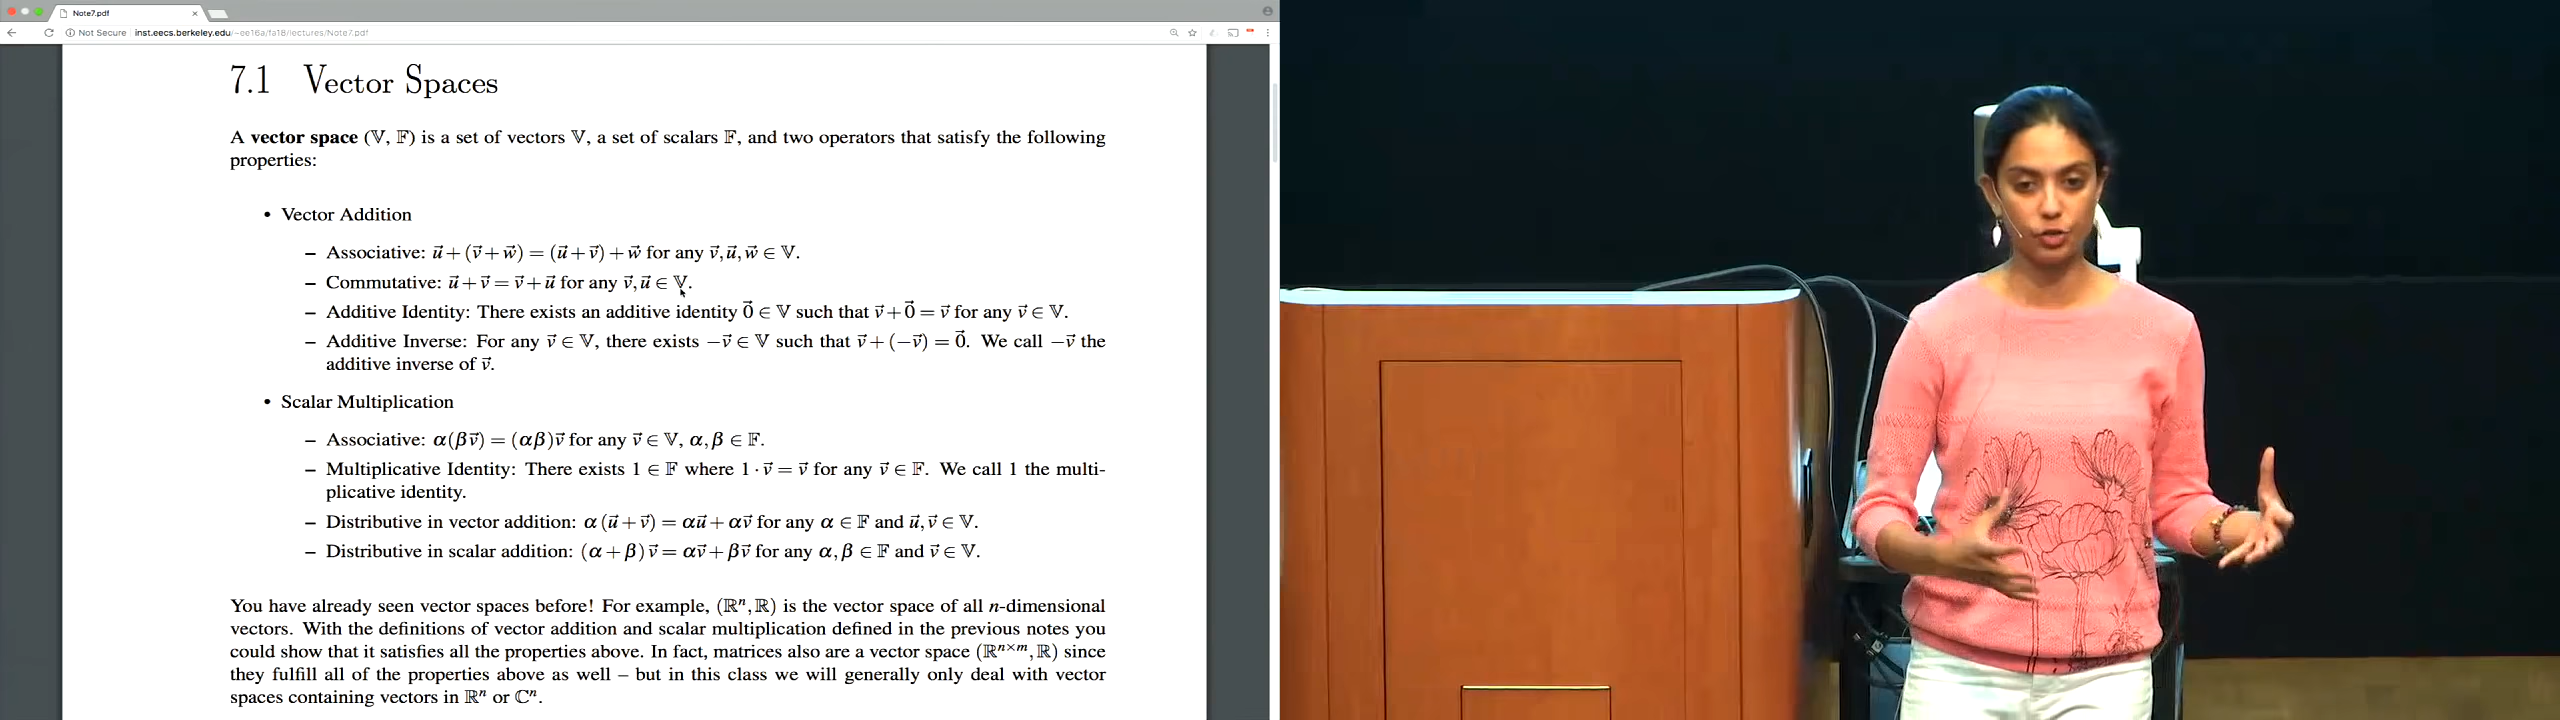 Note7.pdf
Not Secure inst.eecs.berkeley.edu/~ee16a/fa18/lectures/Note7.pdf
7.1 Vector Spaces
A vector space (𝕍, 𝔽) is a set of vectors 𝕍, a set of scalars 𝔽, and two operators that satisfy the following
properties:
• Vector Addition
– Associative: u⃗ + (v⃗ + w⃗) = (u⃗ + v⃗) + w⃗ for any v⃗, u⃗, w⃗ ∈ 𝕍.
– Commutative: u⃗ + v⃗ = v⃗ + u⃗ for any v⃗, u⃗ ∈ 𝕍.
– Additive Identity: There exists an additive identity 0⃗ ∈ 𝕍 such that v⃗ + 0⃗ = v⃗ for any v⃗ ∈ 𝕍.
– Additive Inverse: For any v⃗ ∈ 𝕍, there exists −v⃗ ∈ 𝕍 such that v⃗ + (−v⃗) = 0⃗. We call −v⃗ the
additive inverse of v⃗.
• Scalar Multiplication
– Associative: α(βv⃗) = (αβ)v⃗ for any v⃗ ∈ 𝕍, α, β ∈ 𝔽.
– Multiplicative Identity: There exists 1 ∈ 𝔽 where 1 · v⃗ = v⃗ for any v⃗ ∈ 𝔽. We call 1 the multi-
plicative identity.
– Distributive in vector addition: α(u⃗ + v⃗) = αu⃗ + αv⃗ for any α ∈ 𝔽 and u⃗, v⃗ ∈ 𝕍.
– Distributive in scalar addition: (α + β)v⃗ = αv⃗ + βv⃗ for any α, β ∈ 𝔽 and v⃗ ∈ 𝕍.
You have already seen vector spaces before! For example, (ℝⁿ, ℝ) is the vector space of all n-dimensional
vectors. With the definitions of vector addition and scalar multiplication defined in the previous notes you
could show that it satisfies all the properties above. In fact, matrices also are a vector space (ℝⁿˣᵐ, ℝ) since
they fulfill all of the properties above as well – but in this class we will generally only deal with vector
spaces containing vectors in ℝⁿ or ℂⁿ.